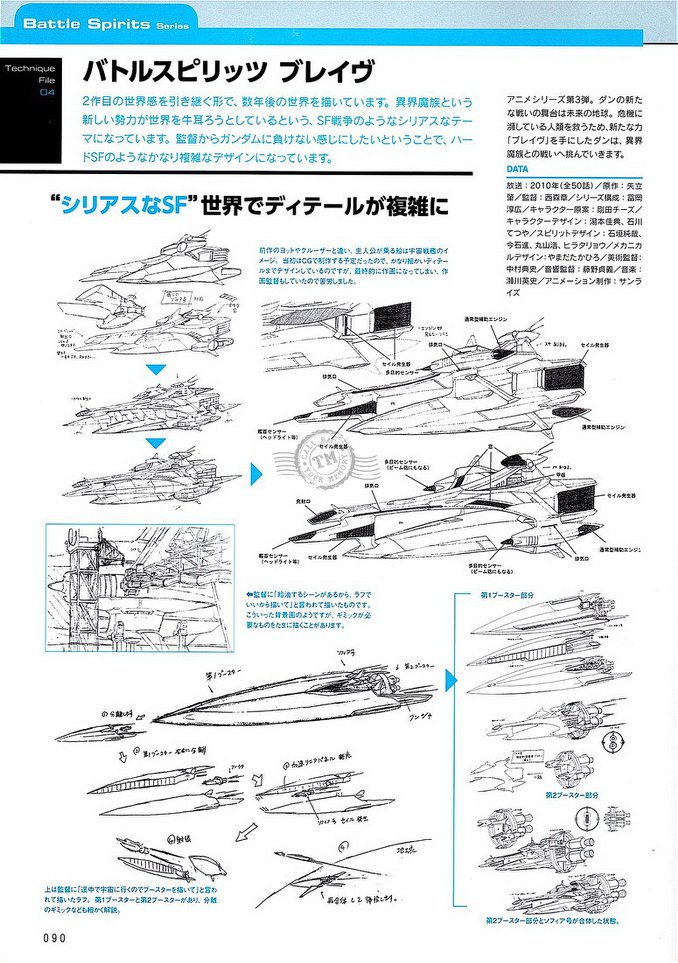 Battle Spirits Series
Technique
File
04
バトルスピリッツ ブレイヴ
2作目の世界感を引き継ぐ形で、数年後の世界を描いています。異界魔族という
新しい勢力が世界を牛耳ろうとしているという、SF戦争のようなシリアスなテー
マになっています。監督からガンダムに負けない感じにしたいということで、ハー
ドSFのようなかなり複雑なデザインになっています。
アニメシリーズ第3弾。ダンの新た
な戦いの舞台は未来の地球。危機に
瀕している人類を救うため、新たな力
「ブレイヴ」を手にしたダンは、異界
魔族との戦いへ挑んでいきます。
DATA
放送:2010年(全50話)/原作:矢立
肇/監督:西森章/シリーズ構成:冨岡
淳広/キャラクター原案:剛田チーズ/
キャラクターデザイン:湯本佳典、石川
てつや/スピリットデザイン:石垣純哉、
今石進、丸山浩、ヒラタリョウ/メカニカ
ルデザイン:やまだたかひろ/美術監督:
中村典史/音響監督:藤野貞義/音楽:
瀬川英史/アニメーション制作:サンラ
イズ
“シリアスなSF”世界でディテールが複雑に
前作のヨットやクルーザーと違い、主人公が乗る船は宇宙戦艦のイメ
ージ。当初はCGで制作する予定だったので、かなり細かいディテー
ルまでデザインしているのですが、最終的に作画になってしまい、作
画監督もしていたので苦労しました。
通常型補助エンジン
排気口
セイル発生器
セイル発生器
多目的センサー
排気口
艦首センサー
(ヘッドライト等)
セイル発生器
通常型補助エンジン
CALL BACK
TM
YOUR MEMORY
多目的センサー
(ビーム砲にもなる)
窓
甲板
排気口
発射口
セイル発生器
艦首センサー
(ヘッドライト等)
セイル発生器
多目的センサー
(ビーム砲にもなる)
排気口
通常型補助エンジン
⬅監督に「給油するシーンがあるから、ラフで
いいから描いて」と言われて描いたものです。
こういった背景画のようですが、ギミックが必
要なものをたまに描くことがあります。
第1ブースター部分
ソフィア号
第1ブースター
第2ブースター
①分離します
第2ブースター部分
地球
上は監督に「途中で宇宙に行くのでブースターを描いて」と言わ
れて描いたラフ。第1ブースターと第2ブースターがあり、分離
のギミックなども細かく解説。
第2ブースター部分とソフィア号が合体した状態。
090